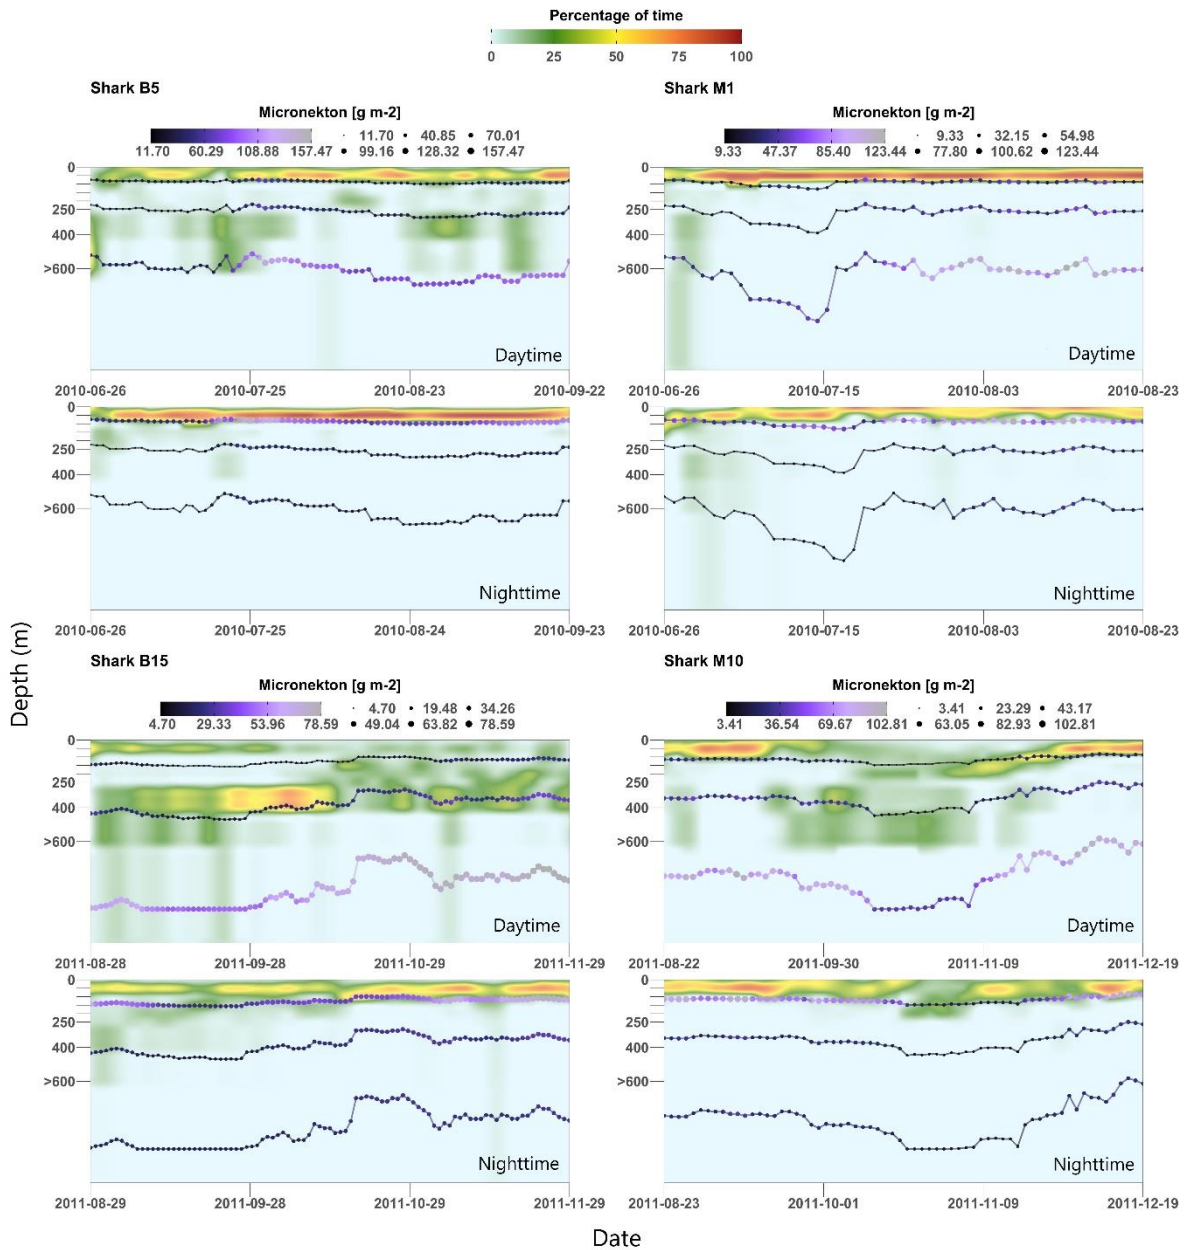 Percentage of time
0 25 50 75 100
Shark B5
Micronekton [g m-2]
11.70 40.85 70.01
11.70 60.29 108.88 157.47 99.16 128.32 157.47
0
250
400
>600
Daytime
2010-06-26 2010-07-25 2010-08-23 2010-09-22
0
250
400
>600
Nighttime
2010-06-26 2010-07-25 2010-08-24 2010-09-23
Shark M1
Micronekton [g m-2]
9.33 32.15 54.98
9.33 47.37 85.40 123.44 77.80 100.62 123.44
0
250
400
>600
Daytime
2010-06-26 2010-07-15 2010-08-03 2010-08-23
0
250
400
>600
Nighttime
2010-06-26 2010-07-15 2010-08-03 2010-08-23
Depth (m)
Shark B15
Micronekton [g m-2]
4.70 19.48 34.26
4.70 29.33 53.96 78.59 49.04 63.82 78.59
0
250
400
>600
Daytime
2011-08-28 2011-09-28 2011-10-29 2011-11-29
0
250
400
>600
Nighttime
2011-08-29 2011-09-28 2011-10-29 2011-11-29
Shark M10
Micronekton [g m-2]
3.41 23.29 43.17
3.41 36.54 69.67 102.81 63.05 82.93 102.81
0
250
400
>600
Daytime
2011-08-22 2011-09-30 2011-11-09 2011-12-19
0
250
400
>600
Nighttime
2011-08-23 2011-10-01 2011-11-09 2011-12-19
Date